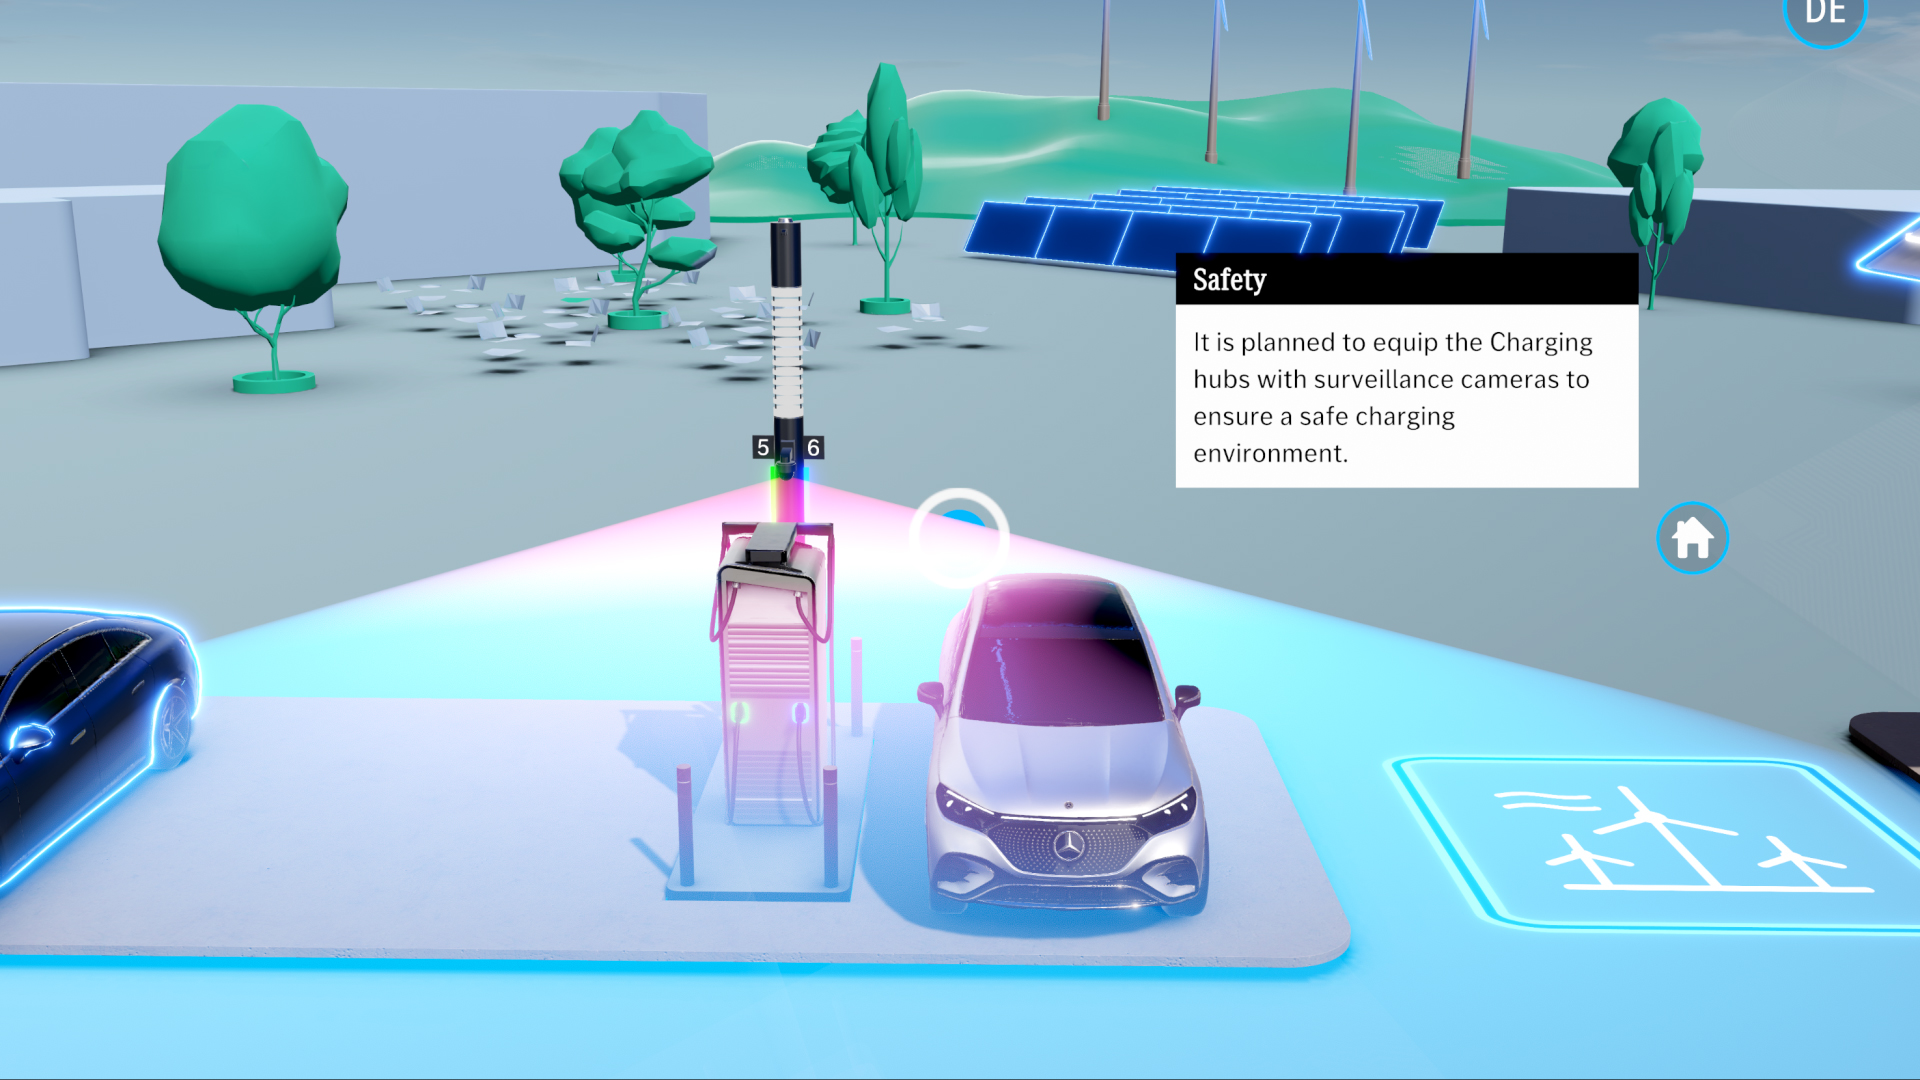 DE
Safety
It is planned to equip the Charging
hubs with surveillance cameras to
ensure a safe charging
environment.
5 6